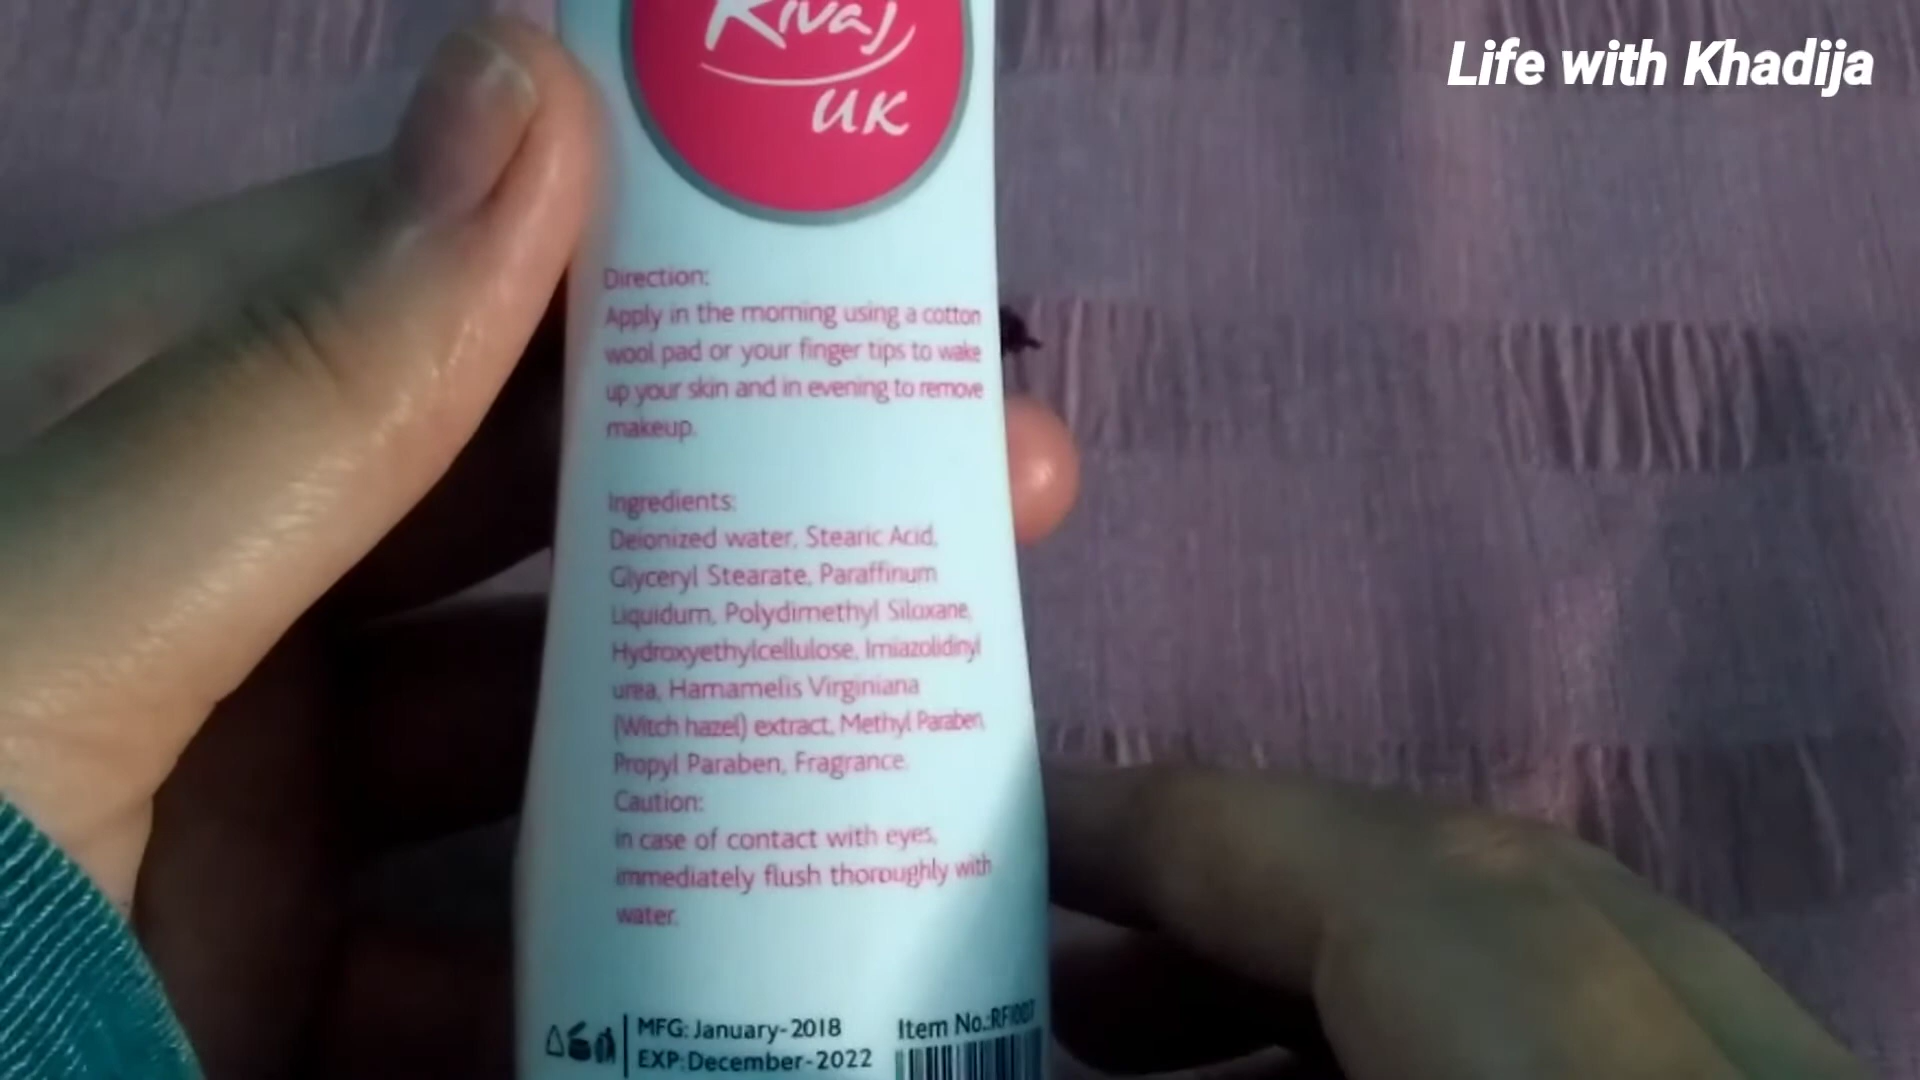 Life with Khadija
Rivaj
UK
Direction:
Apply in the morning using a cotton
wool pad or your finger tips to wake
up your skin and in evening to remove
makeup.
Ingredients:
Deionized water, Stearic Acid,
Glyceryl Stearate, Paraffinum
Liquidum, Polydimethyl Siloxane,
Hydroxyethylcellulose, Imiazolidinyl
urea, Hamamelis Virginiana
(Witch hazel) extract, Methyl Paraben,
Propyl Paraben, Fragrance.
Caution:
in case of contact with eyes,
immediately flush thoroughly with
water.
MFG: January-2018
EXP: December-2022
Item No.:RF1007